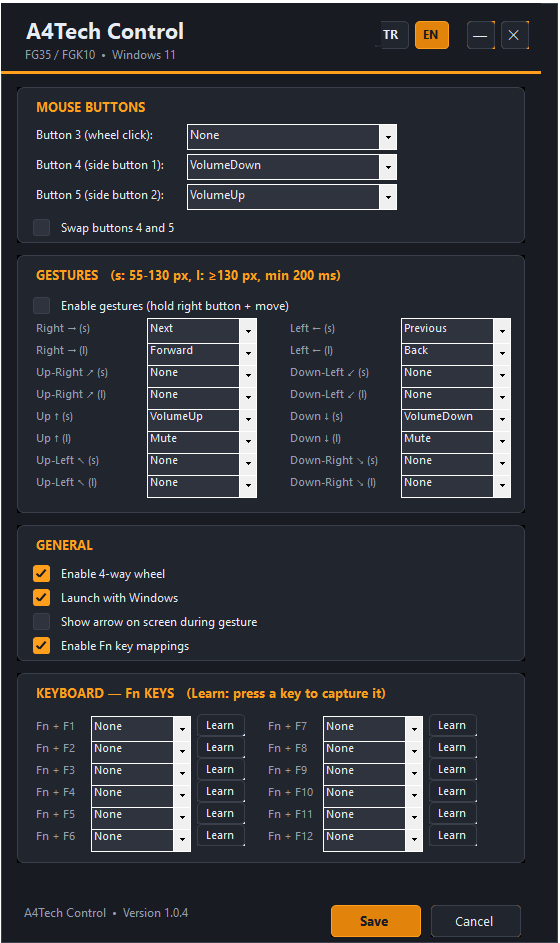 A4Tech Control
TR EN — ×
FG35 / FGK10 • Windows 11
MOUSE BUTTONS
Button 3 (wheel click): None
Button 4 (side button 1): VolumeDown
Button 5 (side button 2): VolumeUp
Swap buttons 4 and 5
GESTURES (s: 55-130 px, l: ≥130 px, min 200 ms)
Enable gestures (hold right button + move)
Right → (s) Next Left ← (s) Previous
Right → (l) Forward Left ← (l) Back
Up-Right ↗ (s) None Down-Left ↙ (s) None
Up-Right ↗ (l) None Down-Left ↙ (l) None
Up ↑ (s) VolumeUp Down ↓ (s) VolumeDown
Up ↑ (l) Mute Down ↓ (l) Mute
Up-Left ↖ (s) None Down-Right ↘ (s) None
Up-Left ↖ (l) None Down-Right ↘ (l) None
GENERAL
Enable 4-way wheel
Launch with Windows
Show arrow on screen during gesture
Enable Fn key mappings
KEYBOARD — Fn KEYS (Learn: press a key to capture it)
Fn + F1 None Learn Fn + F7 None Learn
Fn + F2 None Learn Fn + F8 None Learn
Fn + F3 None Learn Fn + F9 None Learn
Fn + F4 None Learn Fn + F10 None Learn
Fn + F5 None Learn Fn + F11 None Learn
Fn + F6 None Learn Fn + F12 None Learn
A4Tech Control • Version 1.0.4
Save Cancel